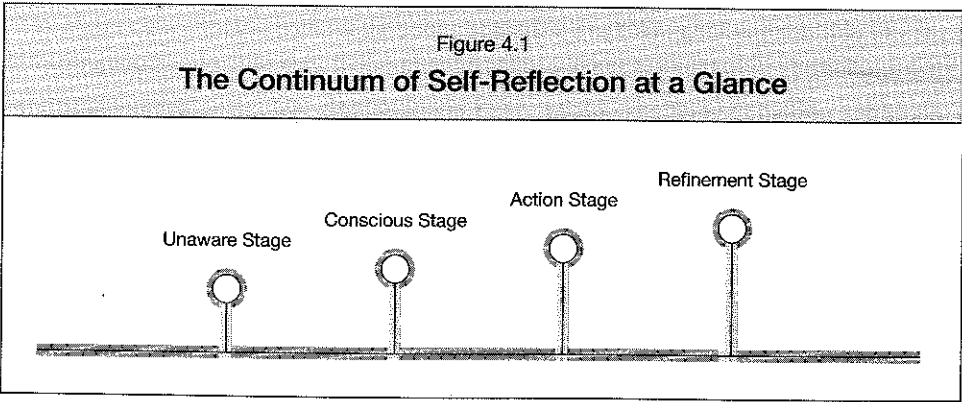 Figure 4.1
The Continuum of Self-Reflection at a Glance
Unaware Stage
Conscious Stage
Action Stage
Refinement Stage